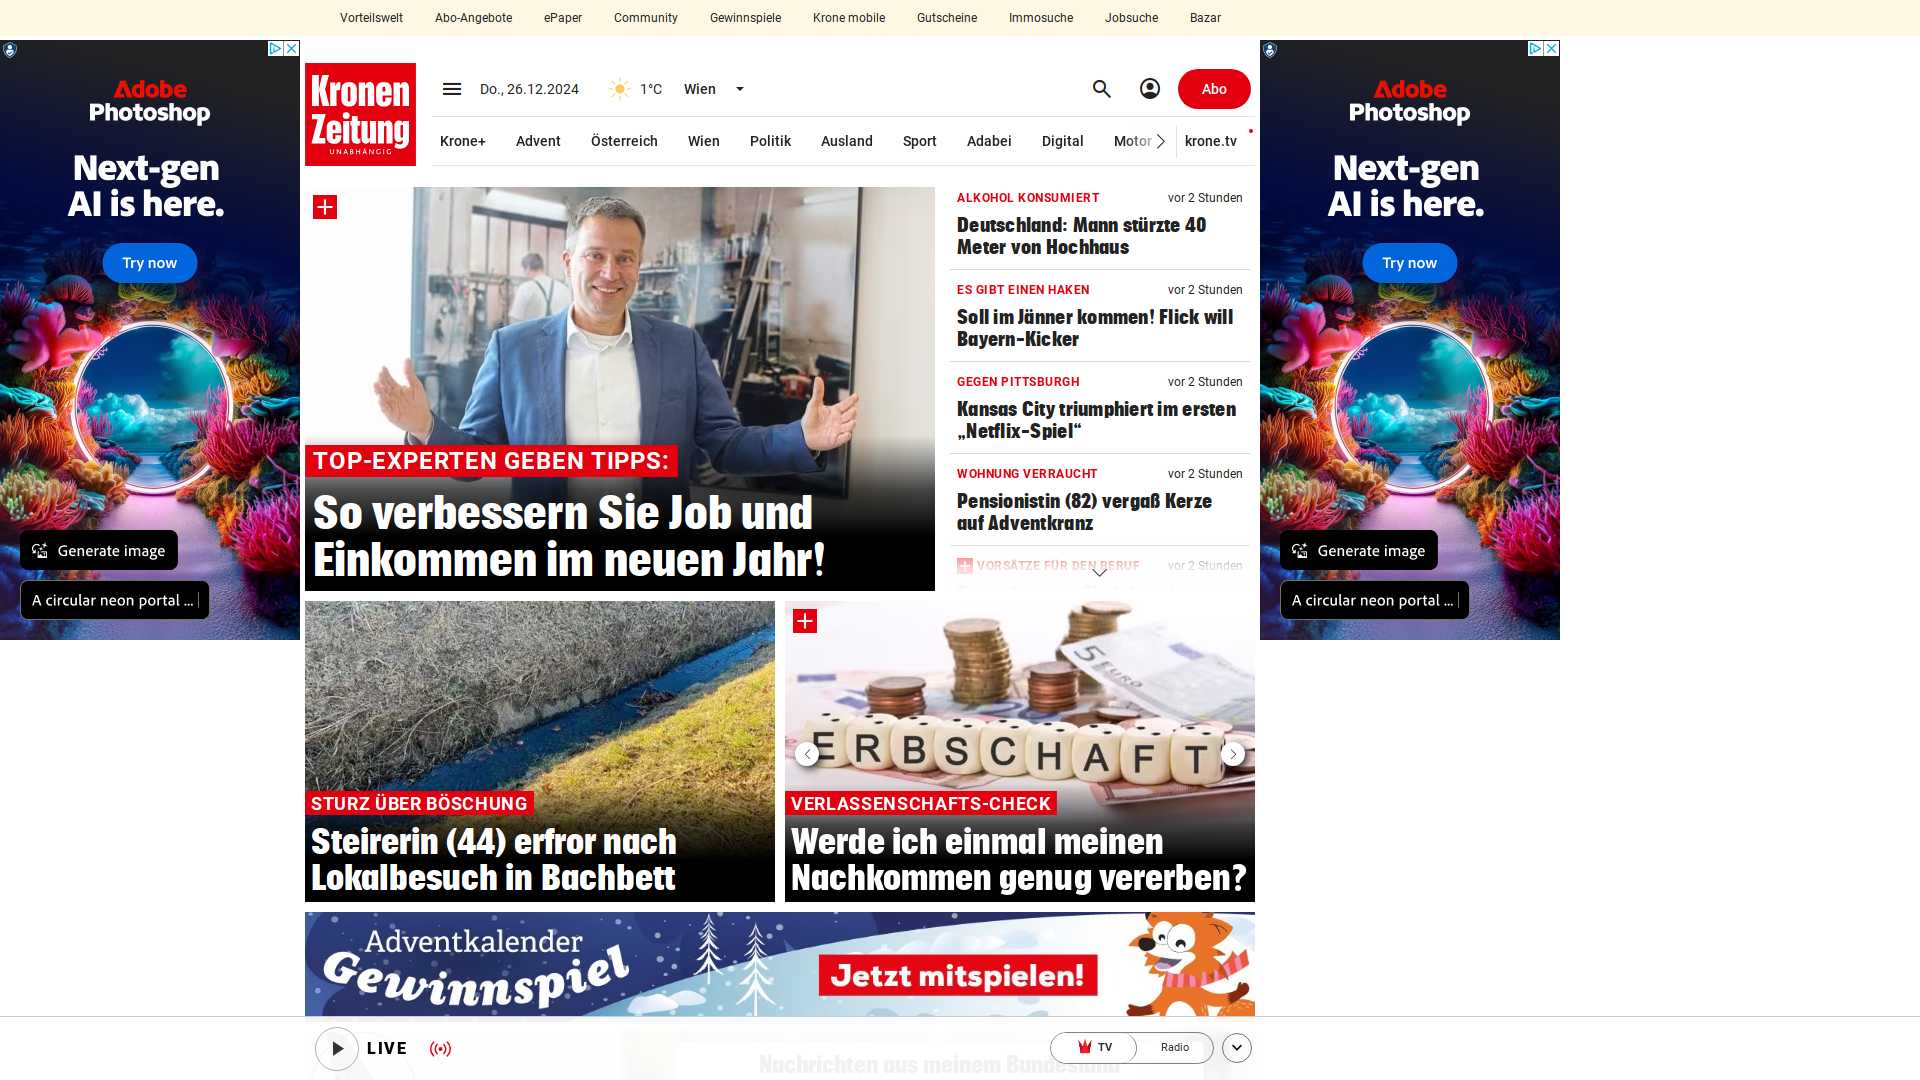 Vorteilswelt Abo-Angebote ePaper Community Gewinnspiele Krone mobile Gutscheine Immosuche Jobsuche Bazar
Adobe
Photoshop
Next-gen
AI is here.
Try now
Generate image
A circular neon portal ...
Kronen
Zeitung
UNABHÄNGIG
Do., 26.12.2024 1°C Wien Abo
Krone+ Advent Österreich Wien Politik Ausland Sport Adabei Digital Motor krone.tv
TOP-EXPERTEN GEBEN TIPPS:
So verbessern Sie Job und
Einkommen im neuen Jahr!
ALKOHOL KONSUMIERT vor 2 Stunden
Deutschland: Mann stürzte 40
Meter von Hochhaus
ES GIBT EINEN HAKEN vor 2 Stunden
Soll im Jänner kommen! Flick will
Bayern-Kicker
GEGEN PITTSBURGH vor 2 Stunden
Kansas City triumphiert im ersten
„Netflix-Spiel“
WOHNUNG VERRAUCHT vor 2 Stunden
Pensionistin (82) vergaß Kerze
auf Adventkranz
VORSÄTZE FÜR DEN BERUF vor 2 Stunden
STURZ ÜBER BÖSCHUNG
Steirerin (44) erfror nach
Lokalbesuch in Bachbett
5 EURO
ERBSCHAFT
VERLASSENSCHAFTS-CHECK
Werde ich einmal meinen
Nachkommen genug vererben?
Adventkalender
Gewinnspiel
Jetzt mitspielen!
LIVE TV Radio
Nachrichten aus meinem Bundesland
Adobe
Photoshop
Next-gen
AI is here.
Try now
Generate image
A circular neon portal ...